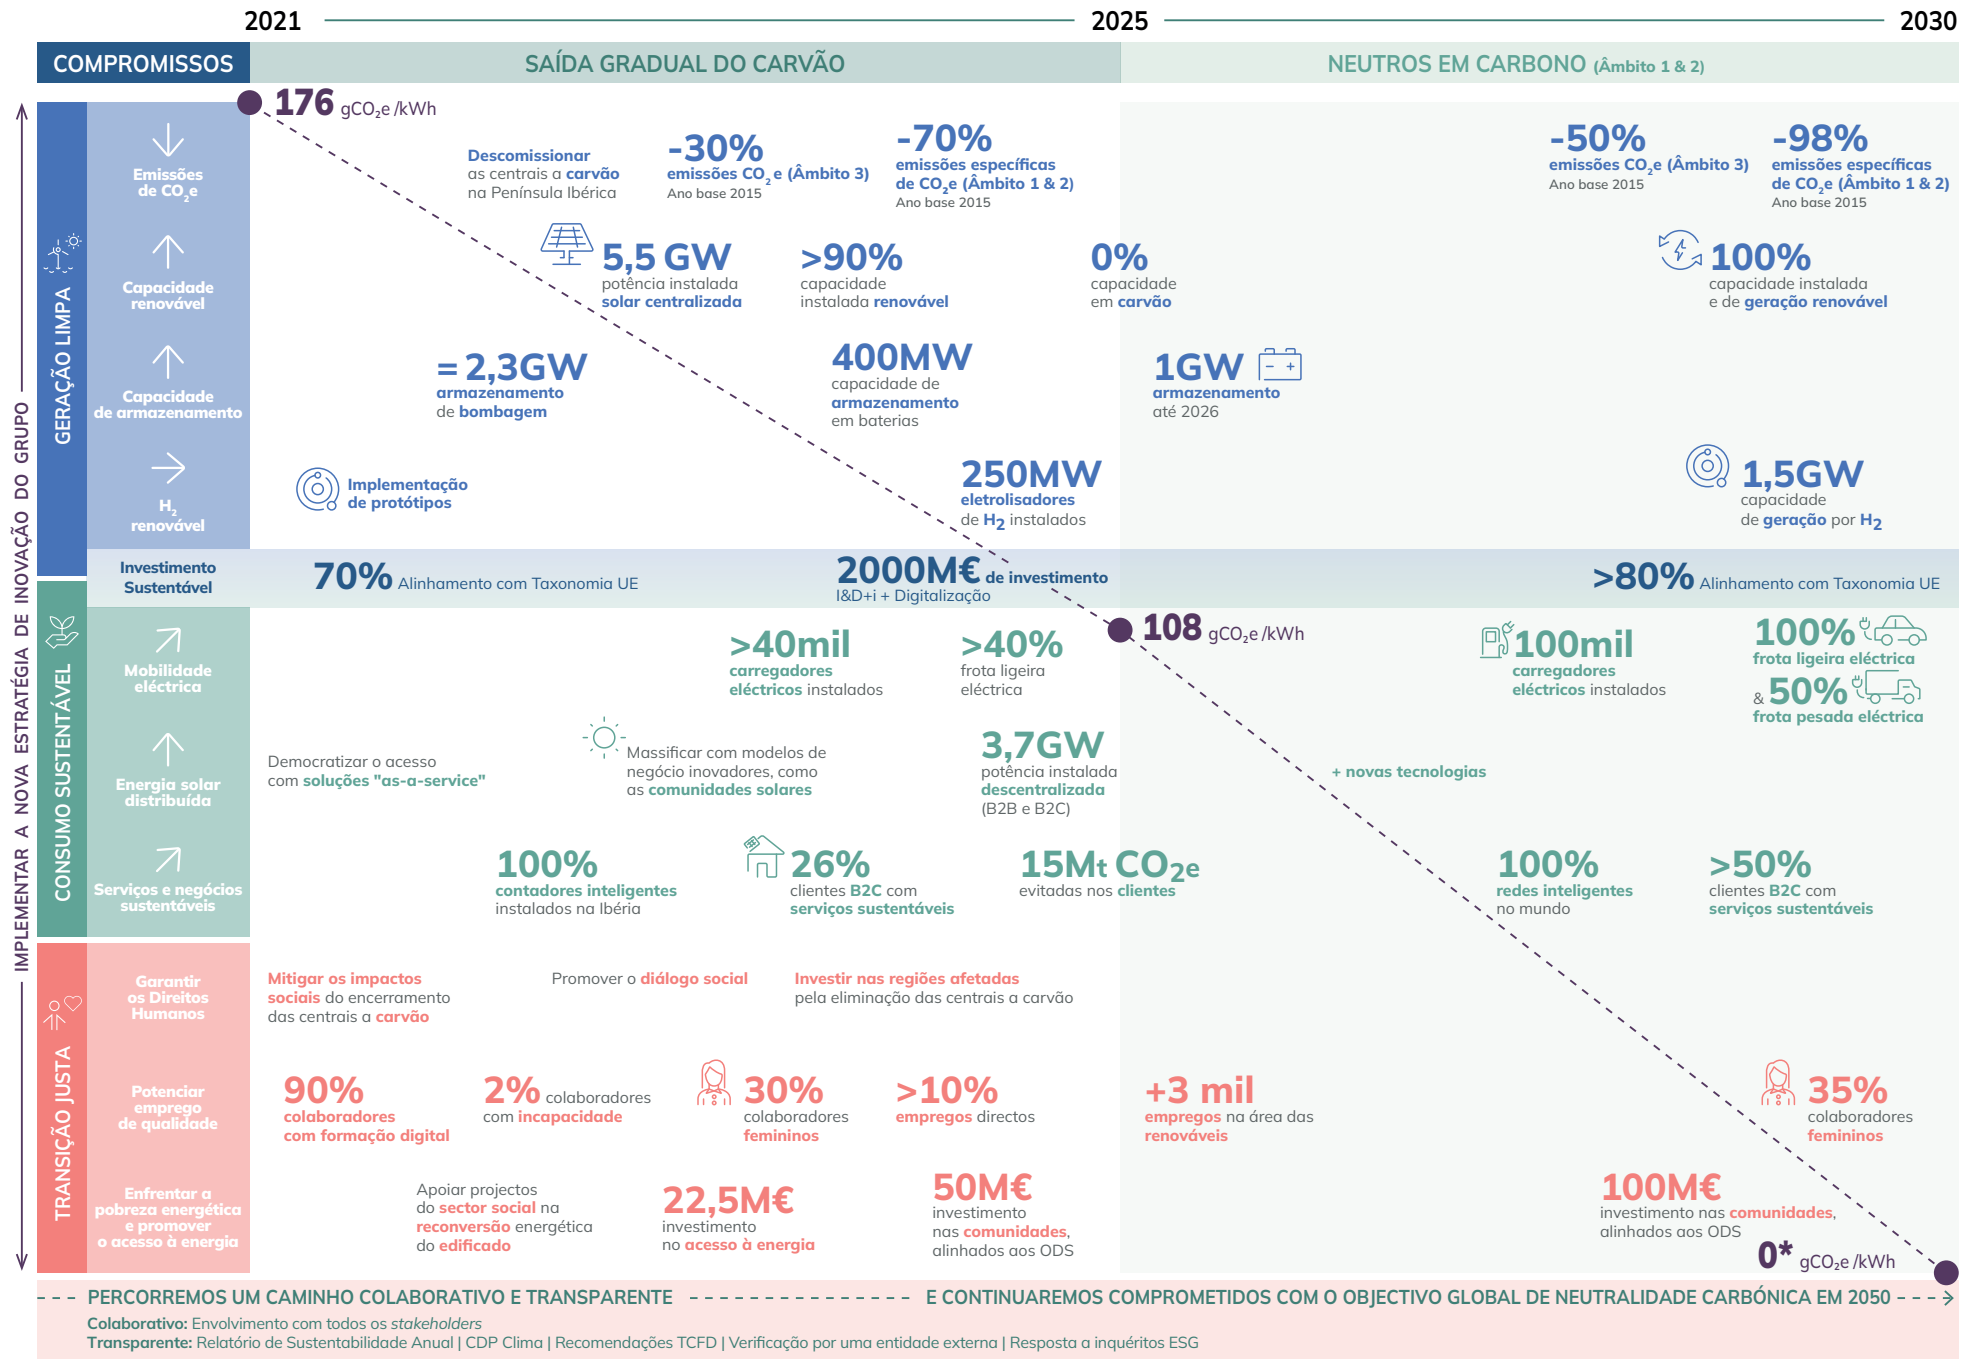 2021
2025
2030
COMPROMISSOS
SAÍDA GRADUAL DO CARVÃO
NEUTROS EM CARBONO (Âmbito 1 & 2)
IMPLEMENTAR A NOVA ESTRATÉGIA DE INOVAÇÃO DO GRUPO
GERAÇÃO LIMPA
176 gCO₂e /kWh
Emissões
de CO₂e
Descomissionar
as centrais a carvão
na Península Ibérica
-30%
emissões CO₂e (Âmbito 3)
Ano base 2015
-70%
emissões específicas
de CO₂e (Âmbito 1 & 2)
Ano base 2015
-50%
emissões CO₂e (Âmbito 3)
Ano base 2015
-98%
emissões específicas
de CO₂e (Âmbito 1 & 2)
Ano base 2015
Capacidade
renovável
5,5 GW
potência instalada
solar centralizada
>90%
capacidade
instalada renovável
0%
capacidade
em carvão
100%
capacidade instalada
e de geração renovável
Capacidade
de armazenamento
= 2,3GW
armazenamento
de bombagem
400MW
capacidade de
armazenamento
em baterias
1GW
armazenamento
até 2026
H₂
renovável
Implementação
de protótipos
250MW
eletrolisadores
de H₂ instalados
1,5GW
capacidade
de geração por H₂
Investimento
Sustentável
70% Alinhamento com Taxonomia UE
2000M€ de investimento
I&D+i + Digitalização
>80% Alinhamento com Taxonomia UE
CONSUMO SUSTENTÁVEL
108 gCO₂e /kWh
Mobilidade
eléctrica
>40mil
carregadores
eléctricos instalados
>40%
frota ligeira
eléctrica
100mil
carregadores
eléctricos instalados
100%
frota ligeira eléctrica
& 50%
frota pesada eléctrica
Energia solar
distribuída
Democratizar o acesso
com soluções "as-a-service"
Massificar com modelos de
negócio inovadores, como
as comunidades solares
3,7GW
potência instalada
descentralizada
(B2B e B2C)
+ novas tecnologias
Serviços e negócios
sustentáveis
100%
contadores inteligentes
instalados na Ibéria
26%
clientes B2C com
serviços sustentáveis
15Mt CO₂e
evitadas nos clientes
100%
redes inteligentes
no mundo
>50%
clientes B2C com
serviços sustentáveis
TRANSIÇÃO JUSTA
Garantir
os Direitos
Humanos
Mitigar os impactos
sociais do encerramento
das centrais a carvão
Promover o diálogo social
Investir nas regiões afetadas
pela eliminação das centrais a carvão
Potenciar
emprego
de qualidade
90%
colaboradores
com formação digital
2% colaboradores
com incapacidade
30%
colaboradores
femininos
>10%
empregos directos
+3 mil
empregos na área das
renováveis
35%
colaboradores
femininos
Enfrentar a
pobreza energética
e promover
o acesso à energia
Apoiar projectos
do sector social na
reconversão energética
do edificado
22,5M€
investimento
no acesso à energia
50M€
investimento
nas comunidades,
alinhados aos ODS
100M€
investimento nas comunidades,
alinhados aos ODS
0* gCO₂e /kWh
PERCORREMOS UM CAMINHO COLABORATIVO E TRANSPARENTE
E CONTINUAREMOS COMPROMETIDOS COM O OBJECTIVO GLOBAL DE NEUTRALIDADE CARBÓNICA EM 2050
Colaborativo: Envolvimento com todos os stakeholders
Transparente: Relatório de Sustentabilidade Anual | CDP Clima | Recomendações TCFD | Verificação por uma entidade externa | Resposta a inquéritos ESG